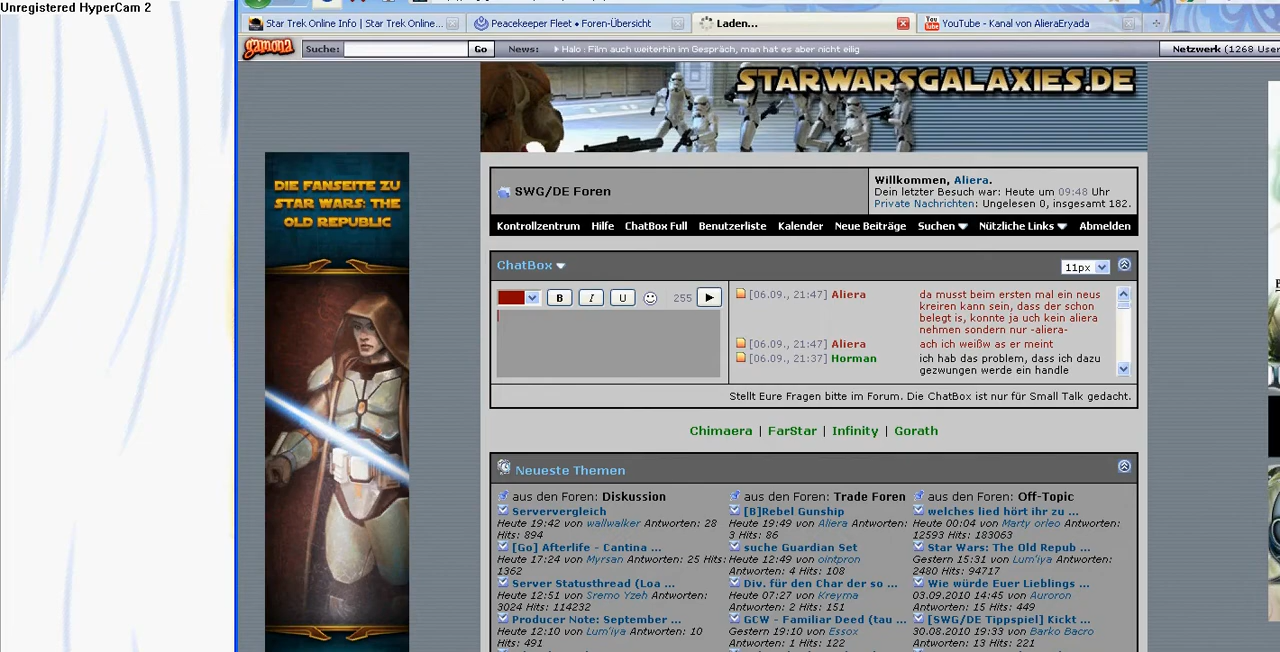 Unregistered HyperCam 2
Star Trek Online Info | Star Trek Online...
Peacekeeper Fleet • Foren-Übersicht
Laden...
YouTube - Kanal von AlieraEryada
gamona
Suche:
Go
News:
Halo : Film auch weiterhin im Gespräch, man hat es aber nicht eilig
Netzwerk (1268 User
STARWARSGALAXIES.DE
DIE FANSEITE ZU
STAR WARS: THE
OLD REPUBLIC
SWG/DE Foren
Willkommen, Aliera.
Dein letzter Besuch war: Heute um 09:48 Uhr
Private Nachrichten: Ungelesen 0, insgesamt 182.
Kontrollzentrum Hilfe ChatBox Full Benutzerliste Kalender Neue Beiträge Suchen Nützliche Links Abmelden
ChatBox
11px
B I U 255
[06.09., 21:47] Aliera
da musst beim ersten mal ein neus
kreiren kann sein, dass der schon
belegt is, konnte ja uch kein aliera
nehmen sondern nur -aliera-
[06.09., 21:47] Aliera
ach ich weißw as er meint
[06.09., 21:37] Horman
ich hab das problem, dass ich dazu
gezwungen werde ein handle
Stellt Eure Fragen bitte im Forum. Die ChatBox ist nur für Small Talk gedacht.
Chimaera | FarStar | Infinity | Gorath
Neueste Themen
aus den Foren: Diskussion
Serververgleich
Heute 19:42 von wallwalker Antworten: 28
Hits: 894
[Go] Afterlife - Cantina ...
Heute 17:24 von Myrsan Antworten: 25 Hits:
1362
Server Statusthread (Loa ...
Heute 12:51 von Sremo Yzeh Antworten:
3024 Hits: 114232
Producer Note: September ...
Heute 12:10 von Lum'iya Antworten: 10
Hits: 491
aus den Foren: Trade Foren
[B]Rebel Gunship
Heute 19:49 von Aliera Antworten:
3 Hits: 86
suche Guardian Set
Heute 12:49 von ointpron
Antworten: 4 Hits: 108
Div. für den Char der so ...
Heute 07:27 von Kreyma
Antworten: 2 Hits: 151
GCW - Familiar Deed (tau ...
Gestern 19:10 von Essox
Antworten: 1 Hits: 122
aus den Foren: Off-Topic
welches lied hört ihr zu ...
Heute 00:04 von Marty orleo Antworten:
12593 Hits: 183063
Star Wars: The Old Repub ...
Gestern 15:31 von Lum'iya Antworten:
2480 Hits: 94717
Wie würde Euer Lieblings ...
03.09.2010 14:45 von Auroron
Antworten: 15 Hits: 449
[SWG/DE Tippspiel] Kickt ...
30.08.2010 19:33 von Barko Bacro
Antworten: 13 Hits: 221